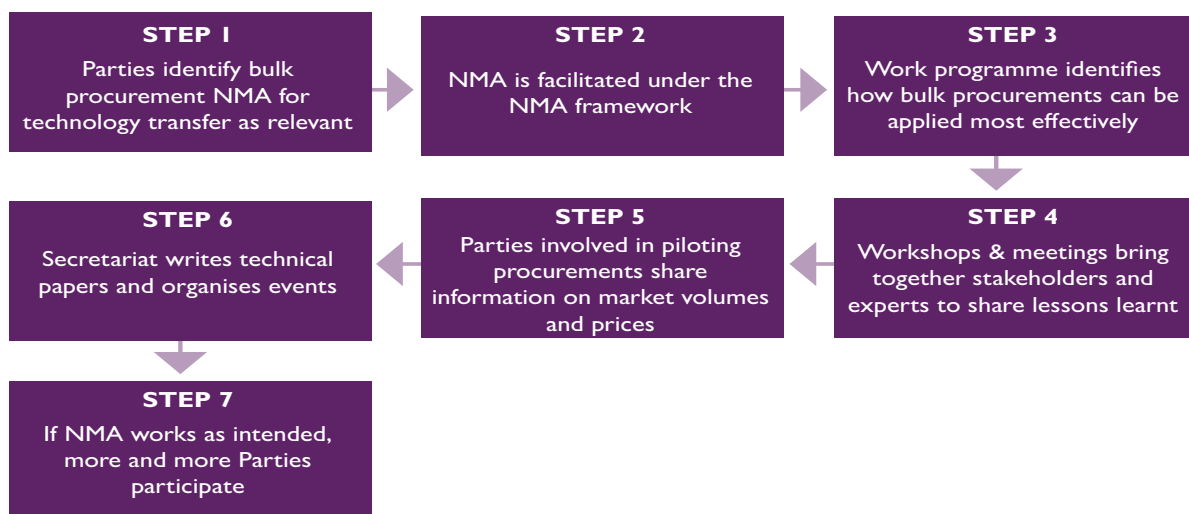 STEP 1
Parties identify bulk
procurement NMA for
technology transfer as relevant
STEP 2
NMA is facilitated under the
NMA framework
STEP 3
Work programme identifies
how bulk procurements can be
applied most effectively
STEP 4
Workshops & meetings bring
together stakeholders and
experts to share lessons learnt
STEP 5
Parties involved in piloting
procurements share
information on market volumes
and prices
STEP 6
Secretariat writes technical
papers and organises events
STEP 7
If NMA works as intended,
more and more Parties
participate